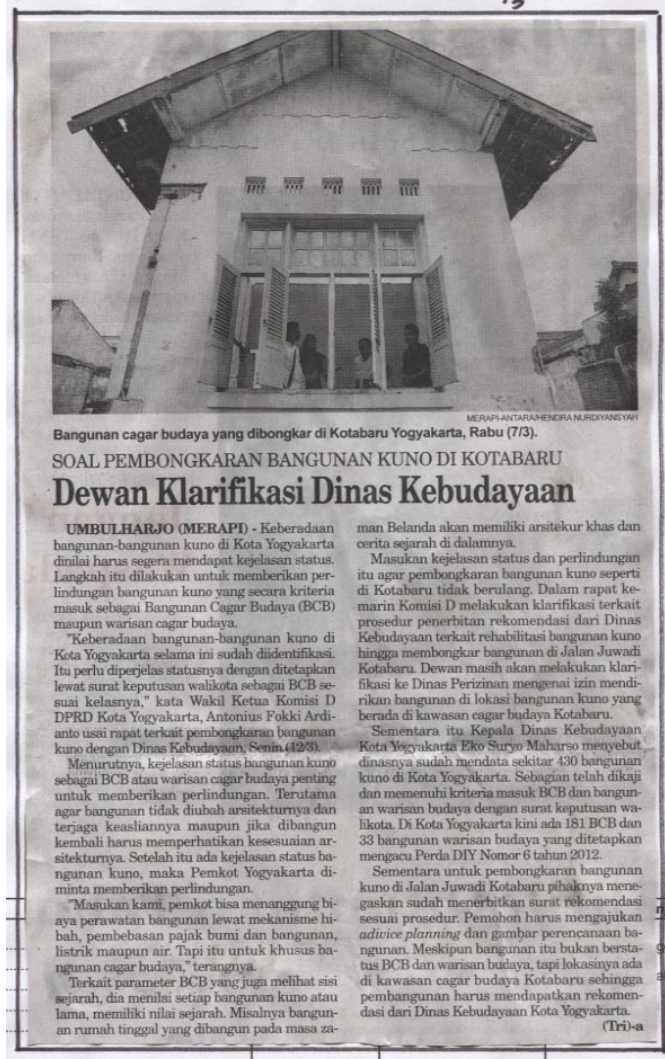 MERAPI-ANTARA/HENDRA NURDIYANSYAH
Bangunan cagar budaya yang dibongkar di Kotabaru Yogyakarta, Rabu (7/3).
SOAL PEMBONGKARAN BANGUNAN KUNO DI KOTABARU
Dewan Klarifikasi Dinas Kebudayaan
UMBULHARJO (MERAPI) - Keberadaan
bangunan-bangunan kuno di Kota Yogyakarta
dinilai harus segera mendapat kejelasan status.
Langkah itu dilakukan untuk memberikan per-
lindungan bangunan kuno yang secara kriteria
masuk sebagai Bangunan Cagar Budaya (BCB)
maupun warisan cagar budaya.
"Keberadaan bangunan-bangunan kuno di
Kota Yogyakarta selama ini sudah diidentifikasi.
Itu perlu diperjelas statusnya dengan ditetapkan
lewat surat keputusan walikota sebagai BCB se-
suai kelasnya," kata Wakil Ketua Komisi D
DPRD Kota Yogyakarta, Antonius Fokki Ardi-
anto usai rapat terkait pembongkaran bangunan
kuno dengan Dinas Kebudayaan, Senin (12/3).
Menurutnya, kejelasan status bangunan kuno
sebagai BCB atau warisan cagar budaya penting
untuk memberikan perlindungan. Terutama
agar bangunan tidak diubah arsitekturnya dan
terjaga keasliannya maupun jika dibangun
kembali harus memperhatikan kesesuaian ar-
sitekturnya. Setelah itu ada kejelasan status ba-
ngunan kuno, maka Pemkot Yogyakarta di-
minta memberikan perlindungan.
"Masukan kami, pemkot bisa menanggung bi-
aya perawatan bangunan lewat mekanisme hi-
bah, pembebasan pajak bumi dan bangunan,
listrik maupun air. Tapi itu untuk khusus ba-
ngunan cagar budaya," terangnya.
Terkait parameter BCB yang juga melihat sisi
sejarah, dia menilai setiap bangunan kuno atau
lama, memiliki nilai sejarah. Misalnya bangun-
an rumah tinggal yang dibangun pada masa za-
man Belanda akan memiliki arsitekur khas dan
cerita sejarah di dalamnya.
Masukan kejelasan status dan perlindungan
itu agar pembongkaran bangunan kuno seperti
di Kotabaru tidak berulang. Dalam rapat ke-
marin Komisi D melakukan klarifikasi terkait
prosedur penerbitan rekomendasi dari Dinas
Kebudayaan terkait rehabilitasi bangunan kuno
hingga membongkar bangunan di Jalan Juwadi
Kotabaru. Dewan masih akan melakukan klari-
fikasi ke Dinas Perizinan mengenai izin mendi-
rikan bangunan di lokasi bangunan kuno yang
berada di kawasan cagar budaya Kotabaru.
Sementara itu Kepala Dinas Kebudayaan
Kota Yogyakarta Eko Suryo Maharso menyebut
dinasnya sudah mendata sekitar 430 bangunan
kuno di Kota Yogyakarta. Sebagian telah dikaji
dan memenuhi kriteria masuk BCB dan bangun-
an warisan budaya dengan surat keputusan wa-
likota. Di Kota Yogyakarta kini ada 181 BCB dan
33 bangunan warisan budaya yang ditetapkan
mengacu Perda DIY Nomor 6 tahun 2012.
Sementara untuk pembongkaran bangunan
kuno di Jalan Juwadi Kotabaru pihaknya mene-
gaskan sudah menerbitkan surat rekomendasi
sesuai prosedur. Pemohon harus mengajukan
adivice planning dan gambar perencanaan ba-
ngunan. Meskipun bangunan itu bukan bersta-
tus BCB dan warisan budaya, tapi lokasinya ada
di kawasan cagar budaya Kotabaru sehingga
pembangunan harus mendapatkan rekomen-
dasi dari Dinas Kebudayaan Kota Yogyakarta.
(Tri)-a